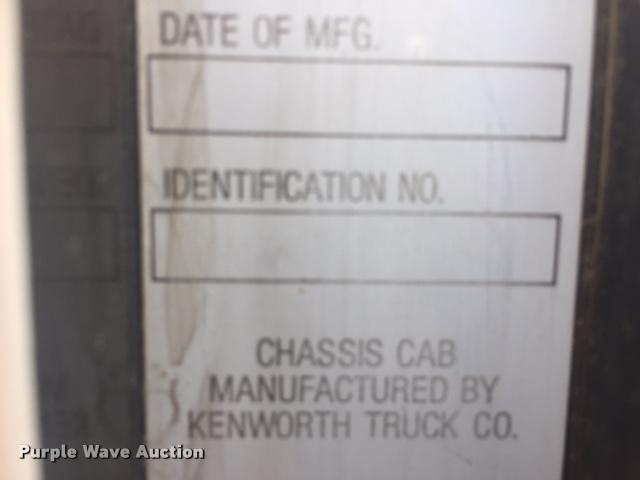 DATE OF MFG.
IDENTIFICATION NO.
CHASSIS CAB
MANUFACTURED BY
KENWORTH TRUCK CO.
Purple Wave Auction